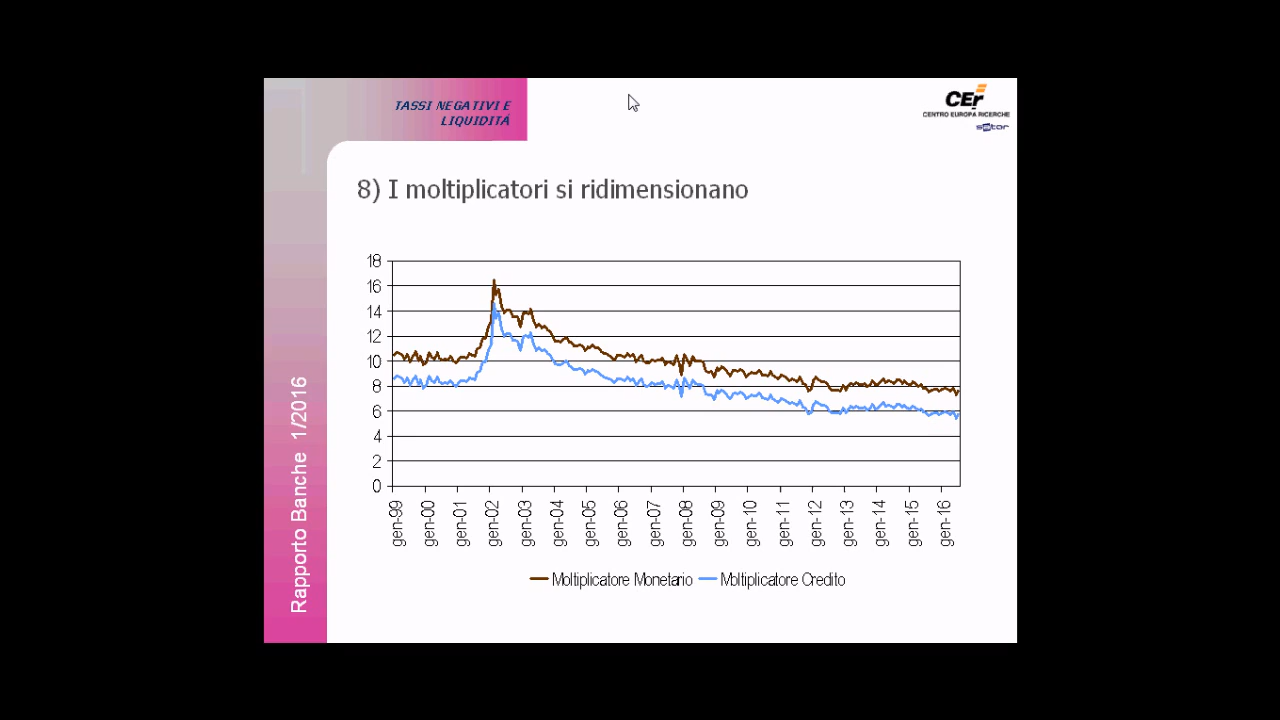 TASSI NEGATIVI E
LIQUIDITÁ
CEr
CENTRO EUROPA RICERCHE
8) I moltiplicatori si ridimensionano
18
16
14
12
10
8
6
4
2
0
gen-99
gen-00
gen-01
gen-02
gen-03
gen-04
gen-05
gen-06
gen-07
gen-08
gen-09
gen-10
gen-11
gen-12
gen-13
gen-14
gen-15
gen-16
Moltiplicatore Monetario
Moltiplicatore Credito
Rapporto Banche 1/2016